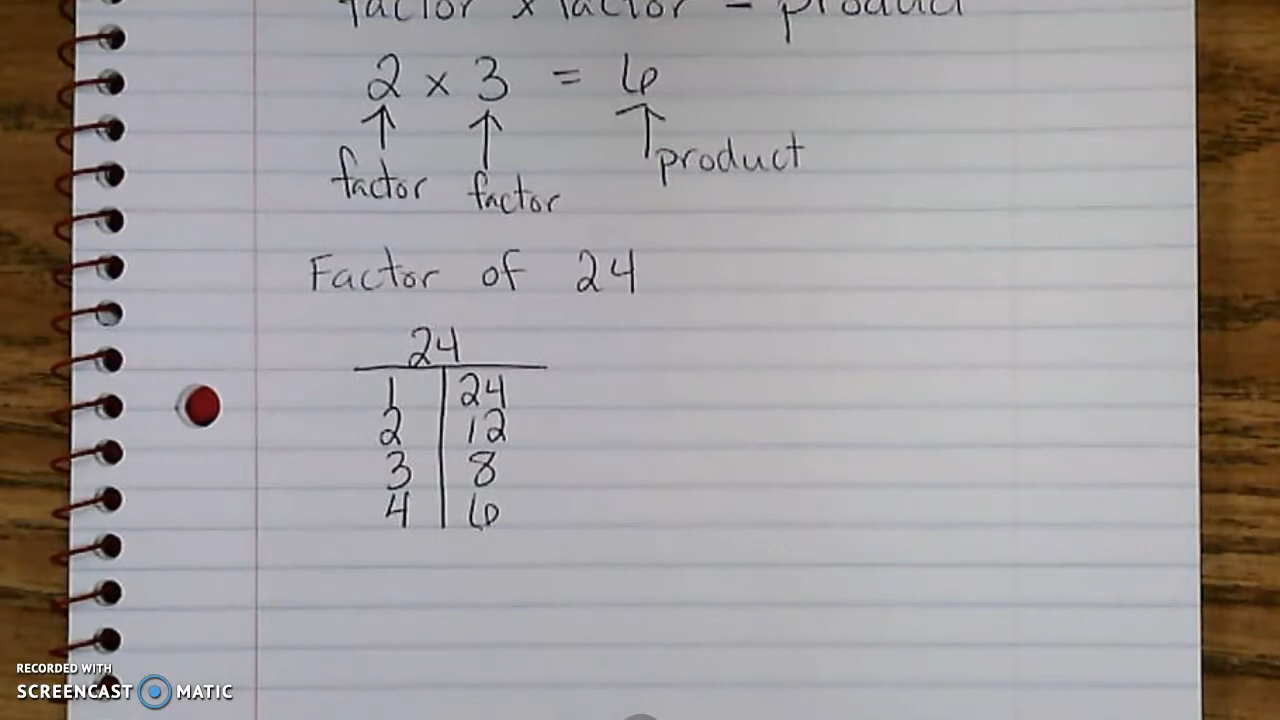 factor x factor = product
2 x 3 = 6
factor factor product
Factor of 24
24
1 24
2 12
3 8
4 6
RECORDED WITH
SCREENCAST MATIC